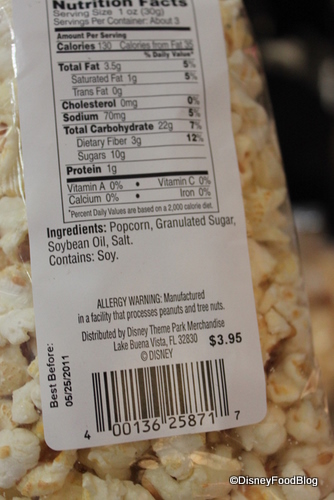 Nutrition Facts
Serving Size 1 oz (30g)
Servings Per Container: About 3
Amount Per Serving
Calories 130 Calories from Fat 35
% Daily Value*
Total Fat 3.5g 5%
Saturated Fat 1g 5%
Trans Fat 0g
Cholesterol 0mg 0%
Sodium 70mg 5%
Total Carbohydrate 22g 7%
Dietary Fiber 3g 12%
Sugars 10g
Protein 1g
Vitamin A 0% • Vitamin C 0%
Calcium 0% • Iron 0%
*Percent Daily Values are based on a 2,000 calorie diet.
Ingredients: Popcorn, Granulated Sugar,
Soybean Oil, Salt.
Contains: Soy.
ALLERGY WARNING: Manufactured
in a facility that processes peanuts and tree nuts.
Distributed by Disney Theme Park Merchandise
Lake Buena Vista, FL 32830 $3.95
© DISNEY
Best Before:
05/25/2011
4 00136 25871 7
©DisneyFoodBlog